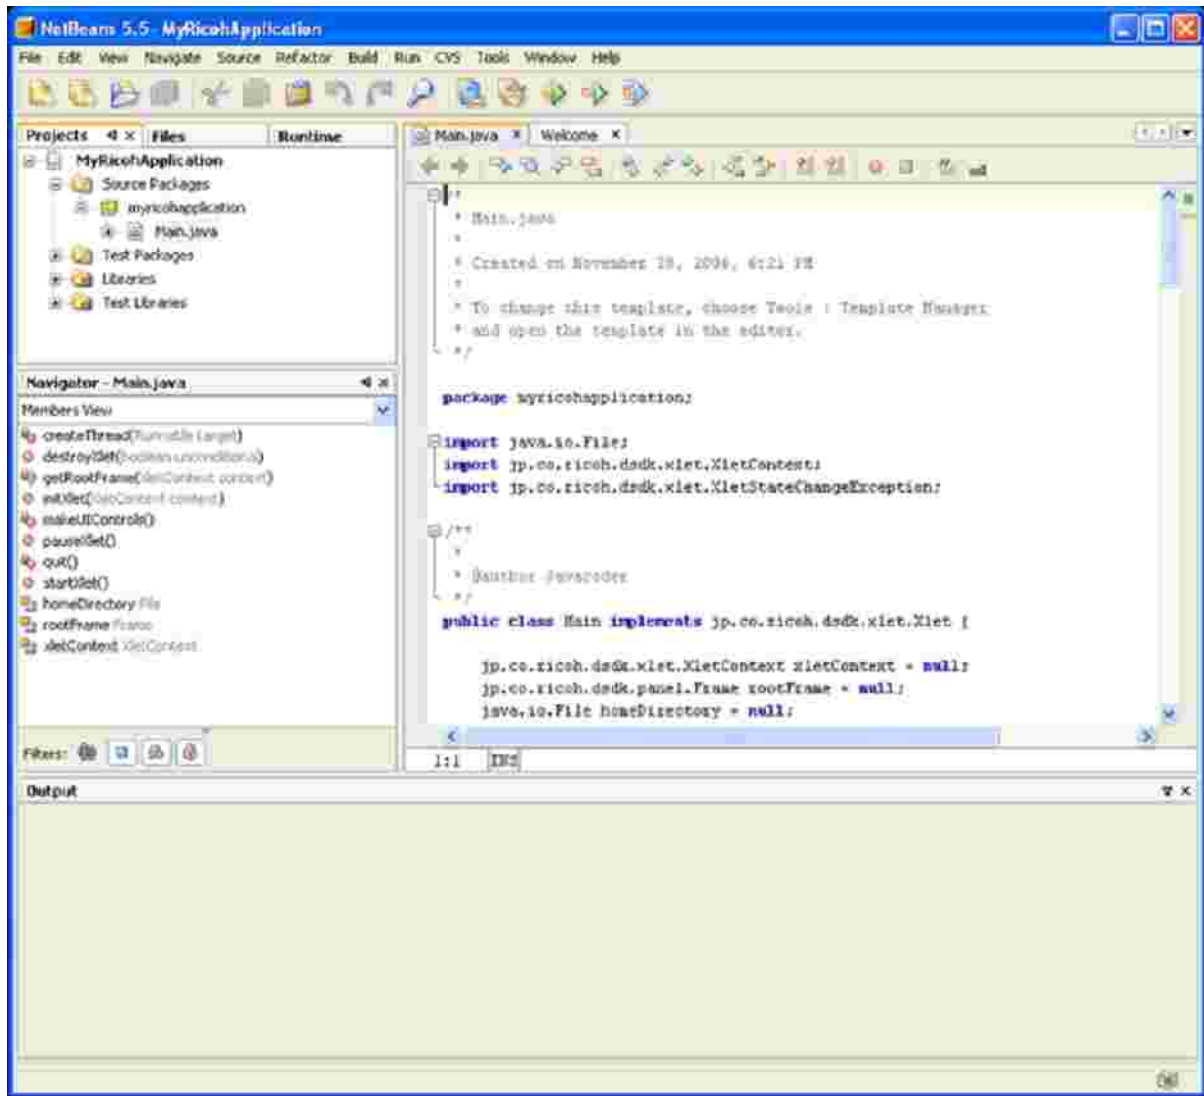 NetBeans 5.5 - MyRicohApplication
File Edit View Navigate Source Refactor Build Run CVS Tools Window Help
Projects Files Runtime
MyRicohApplication
Source Packages
myricohapplication
Main.java
Test Packages
Libraries
Test Libraries
Navigator - Main.java
Members View
createThread(Runnable target)
destroyXlet(boolean unconditional)
getRootFrame(XletContext context)
initXlet(XletContext context)
makeUIControls()
pauseXlet()
quit()
startXlet()
homeDirectory File
rootFrame Frame
xletContext XletContext
Filters:
Main.java Welcome
/**
* Main.java
*
* Created on November 2006, 6:21 PM
*
* To change this template, choose Tools | Template Manager
* and open the template in the editor.
*/
package myricohapplication;
import java.io.File;
import jp.co.ricoh.dsdk.xlet.XletContext;
import jp.co.ricoh.dsdk.xlet.XletStateChangeException;
/**
*
* @author Javacoder
*/
public class Main implements jp.co.ricoh.dsdk.xlet.Xlet {
jp.co.ricoh.dsdk.xlet.XletContext xletContext = null;
jp.co.ricoh.dsdk.panel.Frame rootFrame = null;
java.io.File homeDirectory = null;
1:1 INS
Output